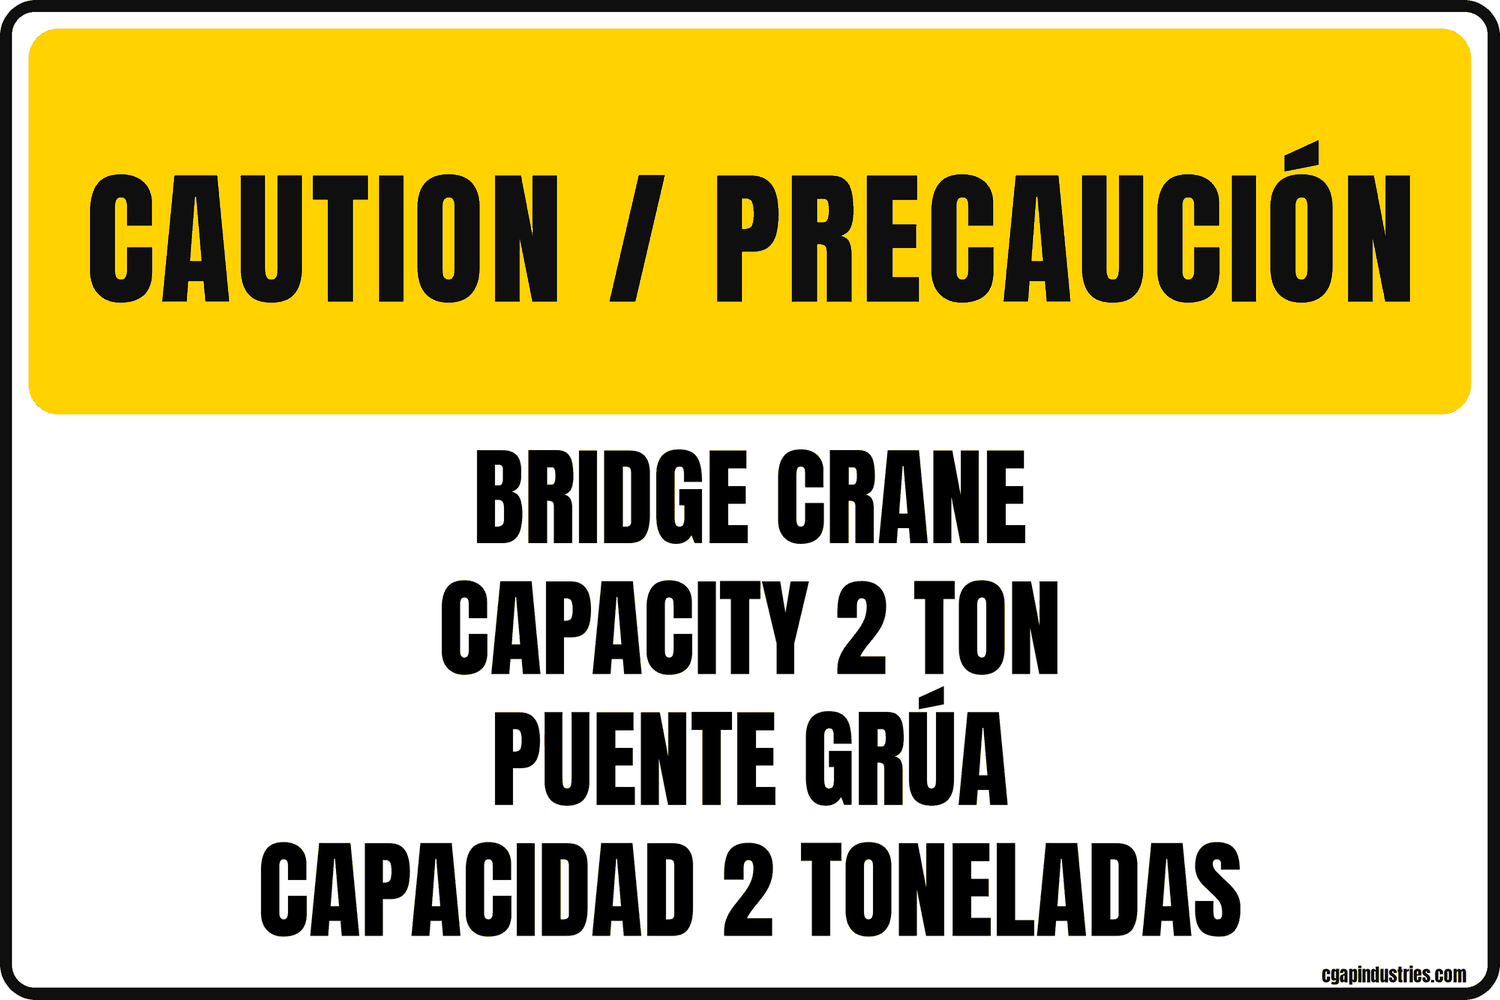 CAUTION / PRECAUCIÓN
BRIDGE CRANE
CAPACITY 2 TON
PUENTE GRÚA
CAPACIDAD 2 TONELADAS
cgapindustries.com